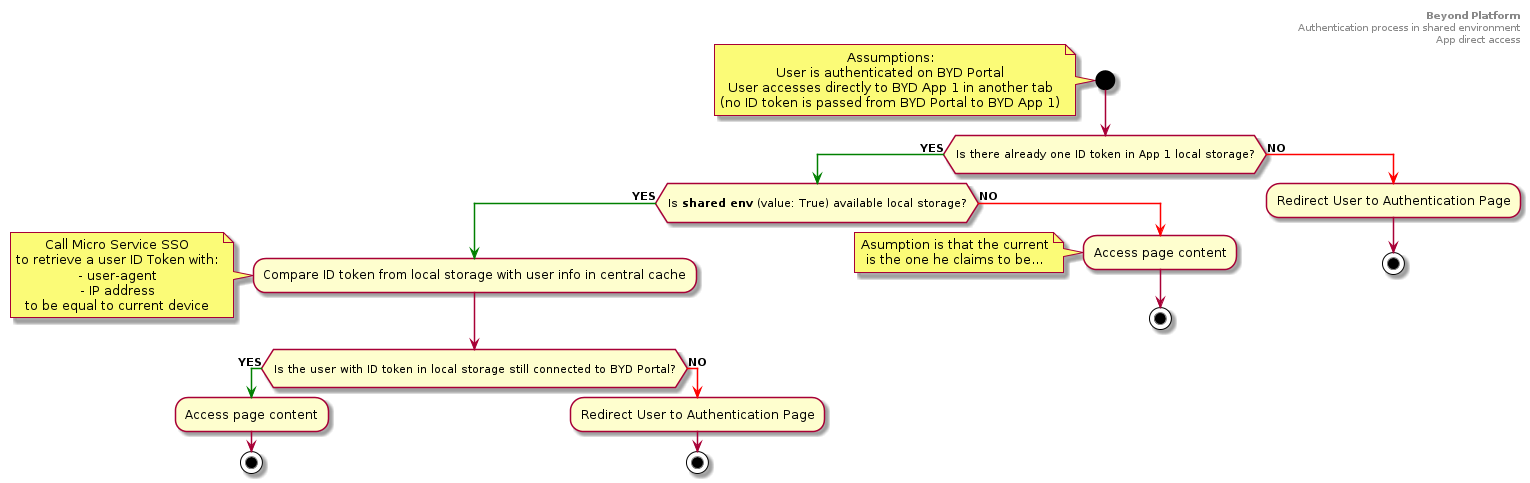 Beyond Platform
Authentication process in shared environment
App direct access
Assumptions:
User is authenticated on BYD Portal
User accesses directly to BYD App 1 in another tab
(no ID token is passed from BYD Portal to BYD App 1)
YES
Is there already one ID token in App 1 local storage?
NO
YES
Is shared env (value: True) available local storage?
NO
Redirect User to Authentication Page
Call Micro Service SSO
to retrieve a user ID Token with:
- user-agent
- IP address
to be equal to current device
Compare ID token from local storage with user info in central cache
Asumption is that the current
is the one he claims to be...
Access page content
YES
Is the user with ID token in local storage still connected to BYD Portal?
NO
Access page content
Redirect User to Authentication Page